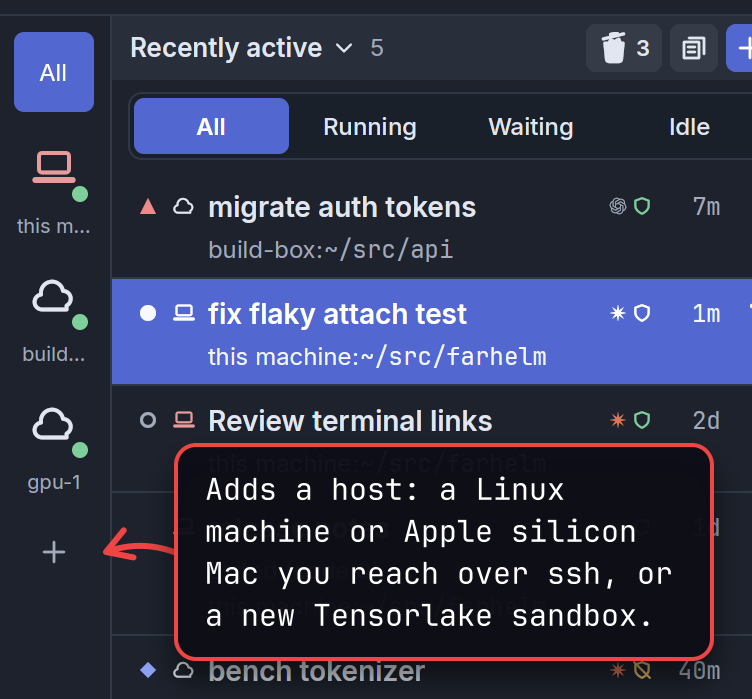 All
Recently active 5
3
All Running Waiting Idle
this m...
migrate auth tokens 7m
build-box:~/src/api
build...
fix flaky attach test 1m
this machine:~/src/farhelm
gpu-1
Review terminal links 2d
this machine:~/src/farhelm
Adds a host: a Linux
machine or Apple silicon
Mac you reach over ssh, or
a new Tensorlake sandbox.
bench tokenizer 40m